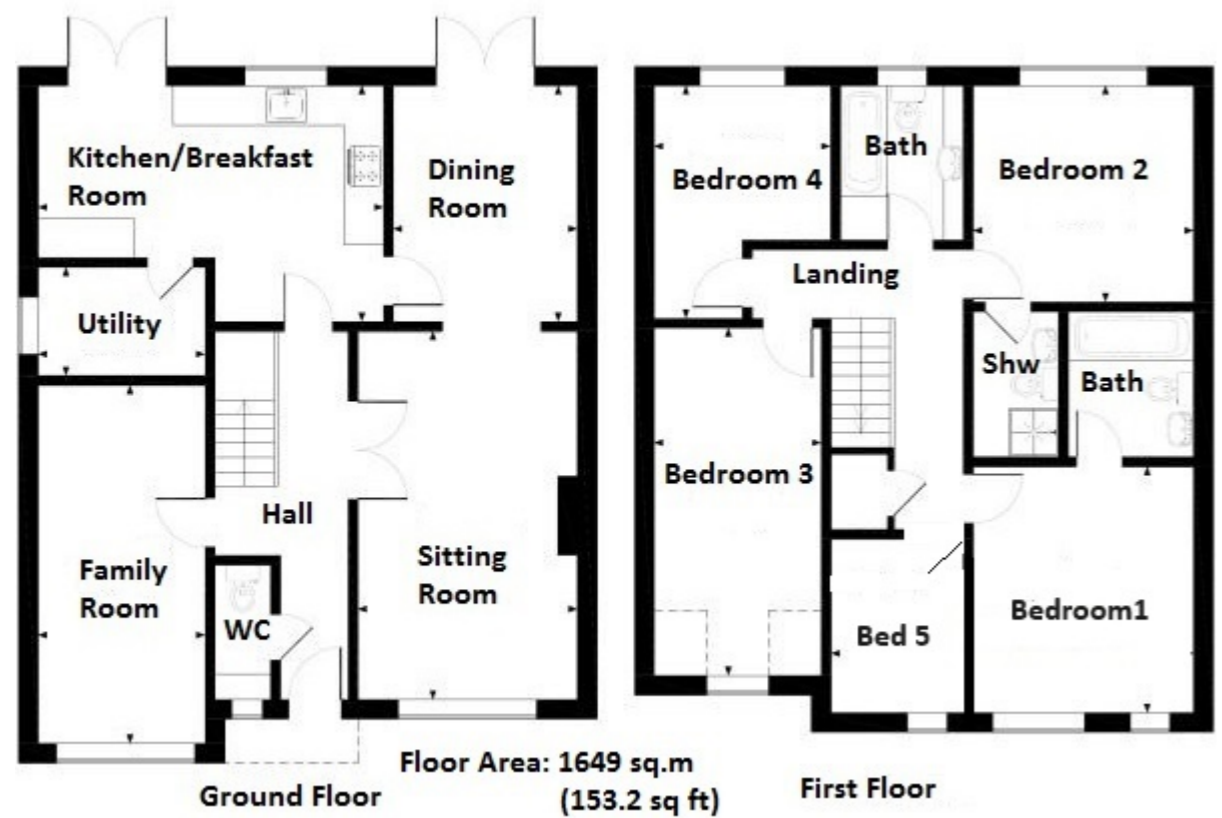 Kitchen/Breakfast
Room
Dining
Room
Utility
Hall
Family
Room
WC
Sitting
Room
Ground Floor
Bedroom 4
Bath
Bedroom 2
Landing
Shw
Bath
Bedroom 3
Bed 5
Bedroom1
First Floor
Floor Area: 1649 sq.m
(153.2 sq ft)